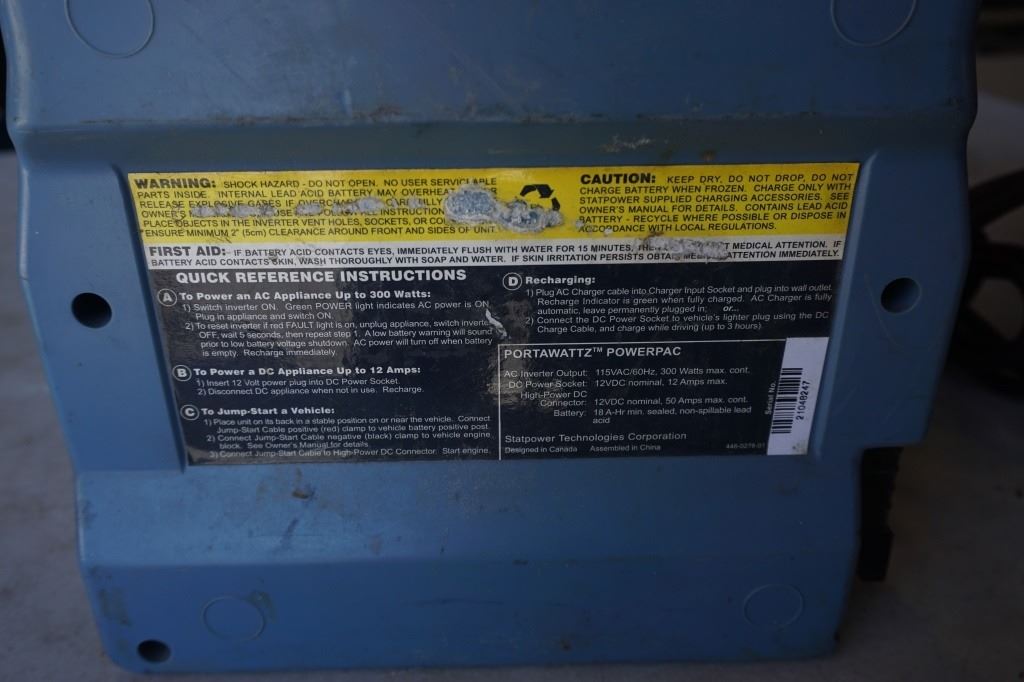 WARNING: SHOCK HAZARD - DO NOT OPEN. NO USER SERVICEABLE
PARTS INSIDE. INTERNAL LEAD ACID BATTERY MAY OVERHEAT
RELEASE EXPLOSIVE GASES IF CAREFULLY
OWNER'S USE INSTRUCTION
PLACE OBJECTS IN THE INVERTER VENT HOLES, SOCKETS, OR
ENSURE MINIMUM 2" (5cm) CLEARANCE AROUND FRONT AND SIDES OF UNIT.
CAUTION: KEEP DRY, DO NOT DROP, DO NOT
CHARGE BATTERY WHEN FROZEN. CHARGE ONLY WITH
STATPOWER SUPPLIED CHARGING ACCESSORIES. SEE
OWNER'S MANUAL FOR DETAILS. CONTAINS LEAD ACID
BATTERY - RECYCLE WHERE POSSIBLE OR DISPOSE IN
ACCORDANCE WITH LOCAL REGULATIONS.
FIRST AID: - IF BATTERY ACID CONTACTS EYES, IMMEDIATELY FLUSH WITH WATER FOR 15 MINUTES, MEDICAL ATTENTION. IF
BATTERY ACID CONTACTS SKIN, WASH THOROUGHLY WITH SOAP AND WATER. IF SKIN IRRITATION PERSISTS OBTAIN ATTENTION IMMEDIATELY.
QUICK REFERENCE INSTRUCTIONS
A To Power an AC Appliance Up to 300 Watts:
1) Switch inverter ON. Green POWER light indicates AC power is ON.
Plug in appliance and switch ON.
2) To reset inverter if red FAULT light is on, unplug appliance, switch inverter
OFF, wait 5 seconds, then repeat step 1. A low battery warning will sound
prior to low battery voltage shutdown. AC power will turn off when battery
is empty. Recharge immediately.
B To Power a DC Appliance Up to 12 Amps:
1) Insert 12 Volt power plug into DC Power Socket.
2) Disconnect DC appliance when not in use. Recharge.
C To Jump-Start a Vehicle:
1) Place unit on its back in a stable position on or near the vehicle. Connect
Jump-Start Cable positive (red) clamp to vehicle battery positive post.
2) Connect Jump-Start Cable negative (black) clamp to vehicle engine
block. See Owner's Manual for details.
3) Connect Jump-Start Cable to High-Power DC Connector. Start engine.
D Recharging:
1) Plug AC Charger cable into Charger Input Socket and plug into wall outlet.
Recharge Indicator is green when fully charged. AC Charger is fully
automatic, leave permanently plugged in; or...
2) Connect the DC Power Socket to vehicle's lighter plug using the DC
Charge Cable, and charge while driving (up to 3 hours).
PORTAWATTZ™ POWERPAC
AC Inverter Output: 115VAC/60Hz, 300 Watts max. cont.
DC Power Socket: 12VDC nominal, 12 Amps max.
High-Power DC
Connector: 12VDC nominal, 50 Amps max. cont.
Battery: 18 A-Hr min. sealed, non-spillable lead
acid
Statpower Technologies Corporation
Designed in Canada Assembled in China 446-0276-01
Serial No.
21048247